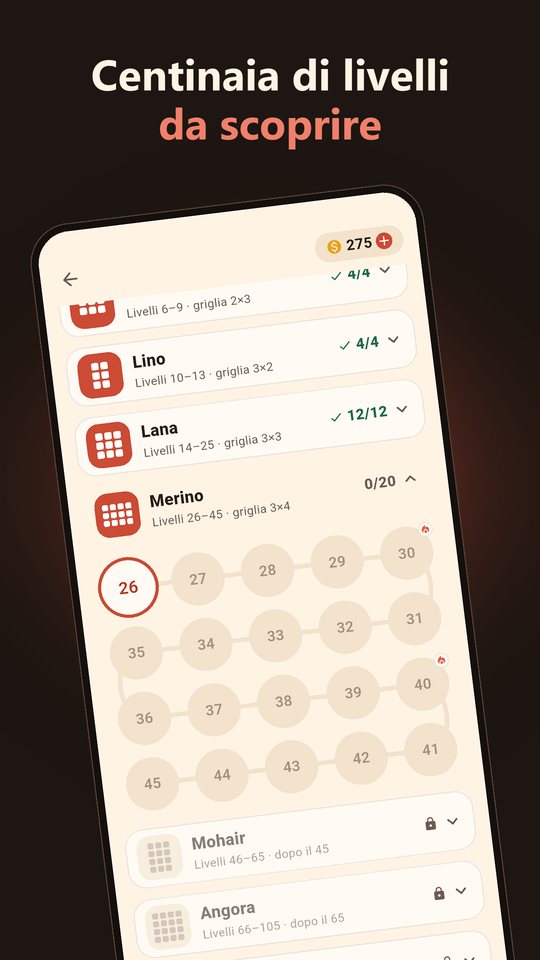 Centinaia di livelli
da scoprire
275
4/4
Livelli 6–9 · griglia 2×3
Lino
4/4
Livelli 10–13 · griglia 3×2
Lana
12/12
Livelli 14–25 · griglia 3×3
Merino
0/20
Livelli 26–45 · griglia 3×4
26 27 28 29 30
35 34 33 32 31
36 37 38 39 40
45 44 43 42 41
Mohair
Livelli 46–65 · dopo il 45
Angora
Livelli 66–105 · dopo il 65